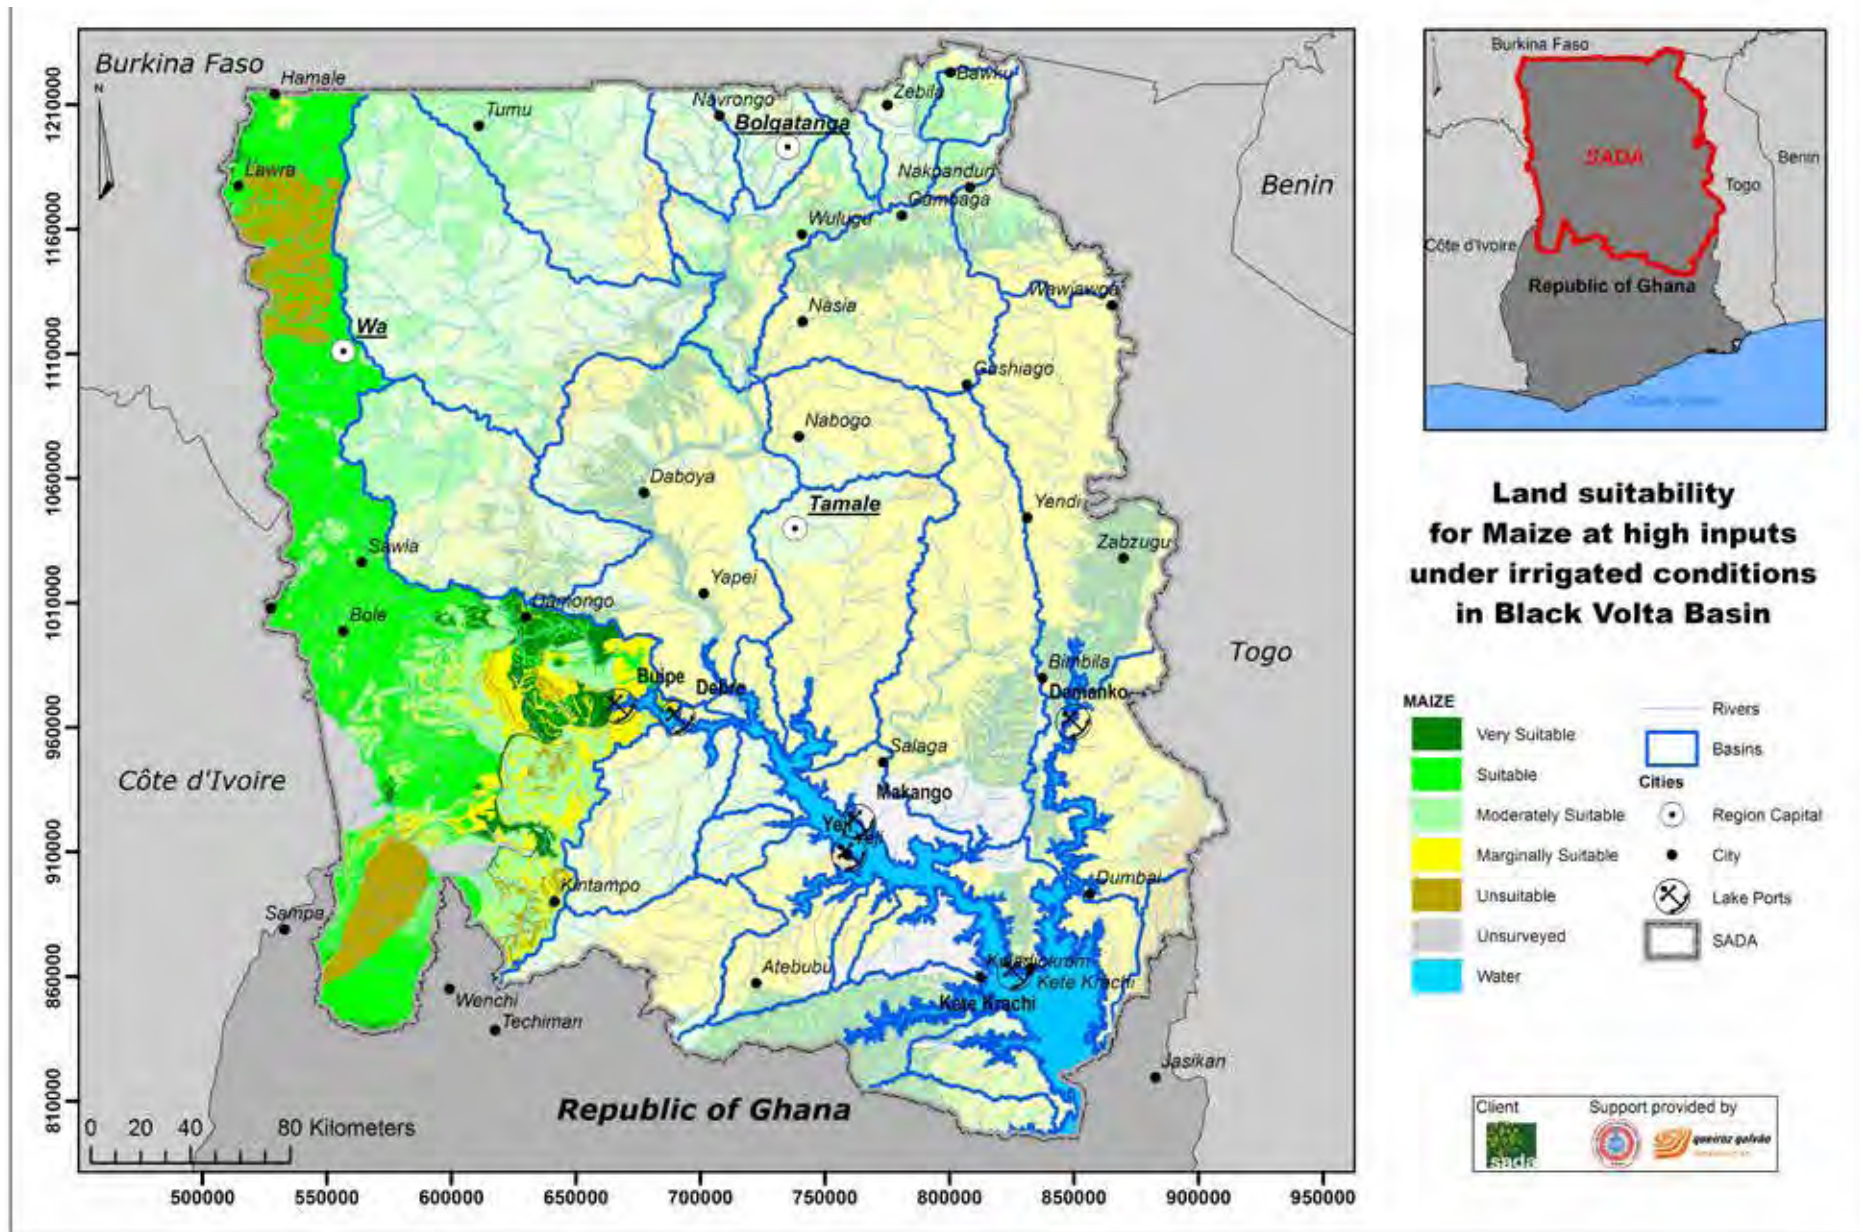 Burkina Faso
Hamale
N
Tumu
Navrongo
Bolgatanga
Zebila
Bawku
Nakpanduri
Gambaga
Lawra
Wulugu
Benin
Wa
Nasia
Wawjawga
Gushiago
Nabogo
Daboya
Tamale
Yendi
Zabzugu
Sawla
Yapei
Damongo
Bole
Bimbila
Togo
Buipe
Debre
Damanko
Salaga
Côte d'Ivoire
Makango
Yeji
Yeji
Kintampo
Dumbai
Sampa
Atebubu
Kete Krachi
Kete Krachi
Wenchi
Techiman
Jasikan
Republic of Ghana
0 20 40 80 Kilometers
1210000
1160000
1110000
1060000
1010000
960000
910000
860000
810000
500000 550000 600000 650000 700000 750000 800000 850000 900000 950000
Burkina Faso
SADA
Benin
Togo
Côte d'Ivoire
Republic of Ghana
Land suitability
for Maize at high inputs
under irrigated conditions
in Black Volta Basin
MAIZE
Very Suitable
Suitable
Moderately Suitable
Marginally Suitable
Unsuitable
Unsurveyed
Water
Rivers
Basins
Cities
Region Capital
City
Lake Ports
SADA
Client
Support provided by
sada
queiroz galvão